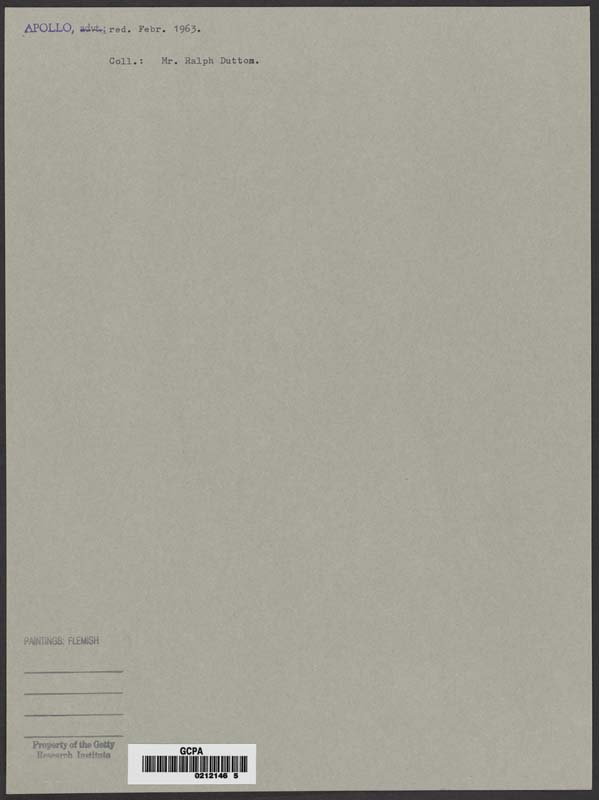 APOLLO, advt.; red. Febr. 1963.
Coll.: Mr. Ralph Duttom.
PAINTINGS: FLEMISH
Property of the Getty
Research Institute
GCPA
0212146 5